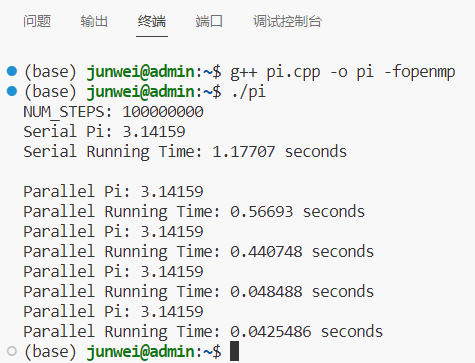 问题 输出 终端 端口 调试控制台
(base) junwei@admin:~$ g++ pi.cpp -o pi -fopenmp
(base) junwei@admin:~$ ./pi
NUM_STEPS: 100000000
Serial Pi: 3.14159
Serial Running Time: 1.17707 seconds
Parallel Pi: 3.14159
Parallel Running Time: 0.56693 seconds
Parallel Pi: 3.14159
Parallel Running Time: 0.440748 seconds
Parallel Pi: 3.14159
Parallel Running Time: 0.048488 seconds
Parallel Pi: 3.14159
Parallel Running Time: 0.0425486 seconds
(base) junwei@admin:~$